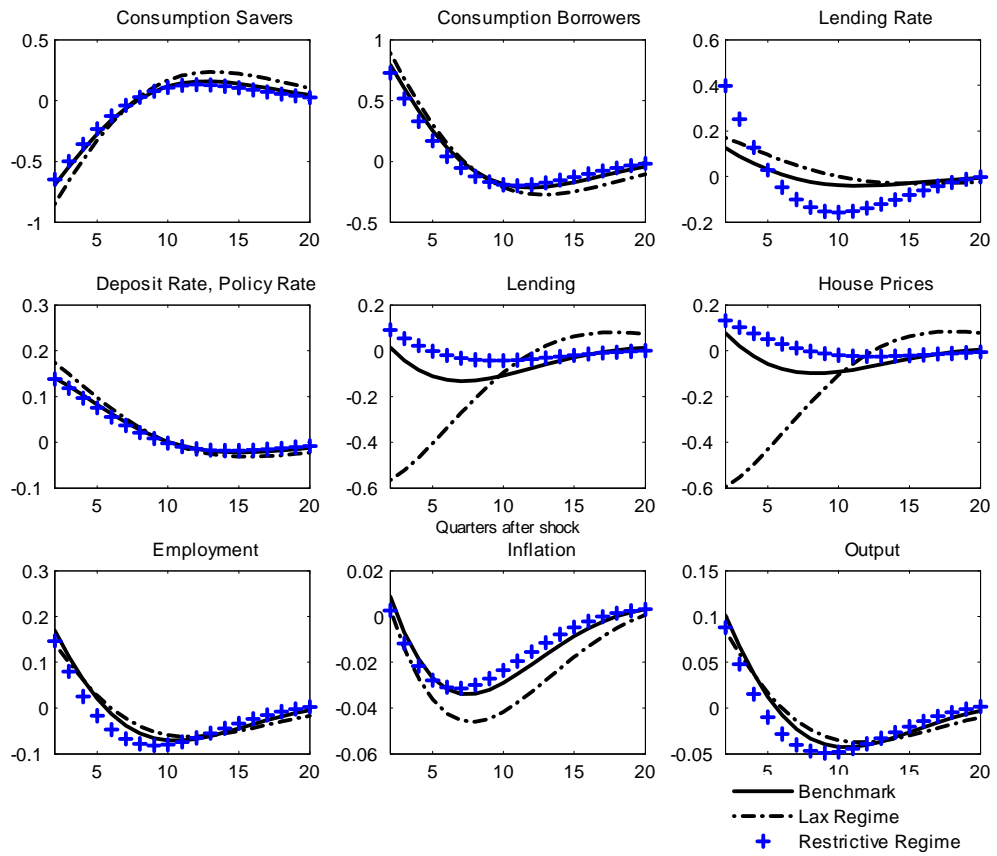 Consumption Savers
Consumption Borrowers
Lending Rate
0.5
0
-0.5
-1
5 10 15 20
1
0.5
0
-0.5
5 10 15 20
0.6
0.4
0.2
0
-0.2
5 10 15 20
Deposit Rate, Policy Rate
Lending
House Prices
0.3
0.2
0.1
0
-0.1
5 10 15 20
0.2
0
-0.2
-0.4
-0.6
5 10 15 20
Quarters after shock
0.2
0
-0.2
-0.4
-0.6
5 10 15 20
Employment
Inflation
Output
0.3
0.2
0.1
0
-0.1
5 10 15 20
0.02
0
-0.02
-0.04
-0.06
5 10 15 20
0.15
0.1
0.05
0
-0.05
5 10 15 20
Benchmark
Lax Regime
Restrictive Regime